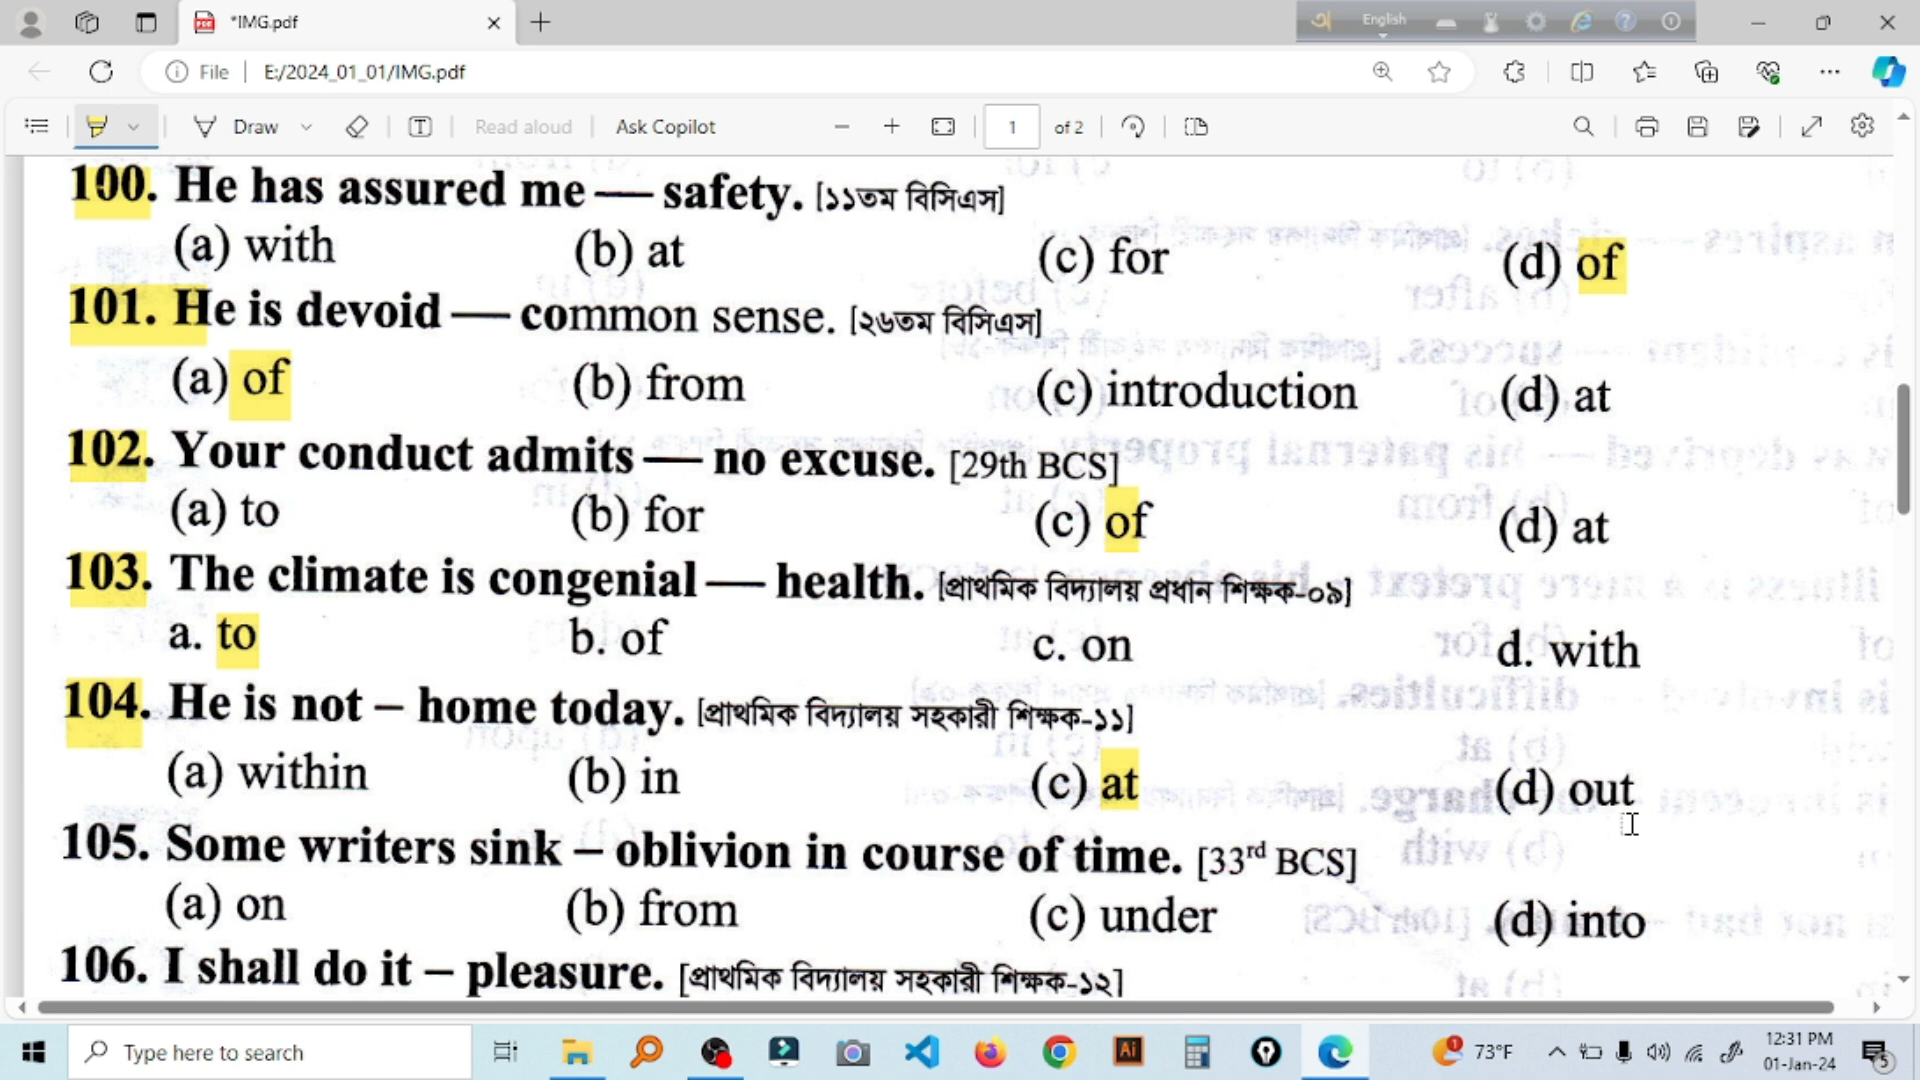 *IMG.pdf
English
File
E:/2024_01_01/IMG.pdf
Draw
Read aloud
Ask Copilot
1
of 2
100. He has assured me — safety. [১১তম বিসিএস]
(a) with (b) at (c) for (d) of
101. He is devoid — common sense. [২৬তম বিসিএস]
(a) of (b) from (c) introduction (d) at
102. Your conduct admits — no excuse. [29th BCS]
(a) to (b) for (c) of (d) at
103. The climate is congenial — health. [প্রাথমিক বিদ্যালয় প্রধান শিক্ষক-০৯]
a. to b. of c. on d. with
104. He is not – home today. [প্রাথমিক বিদ্যালয় সহকারী শিক্ষক-১১]
(a) within (b) in (c) at (d) out
105. Some writers sink – oblivion in course of time. [33rd BCS]
(a) on (b) from (c) under (d) into
106. I shall do it – pleasure. [প্রাথমিক বিদ্যালয় সহকারী শিক্ষক-১২]
Type here to search
Ai
1
73°F
12:31 PM
01-Jan-24
5